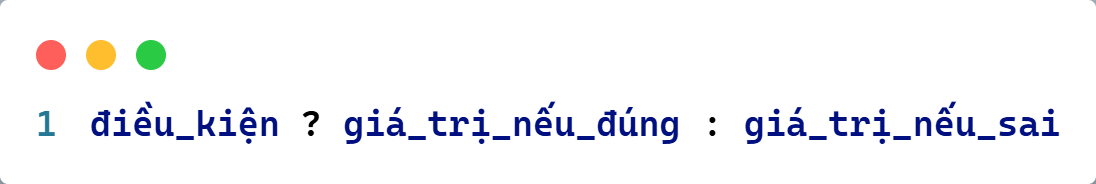 1 điều_kiện ? giá_trị_nếu_đúng : giá_trị_nếu_sai